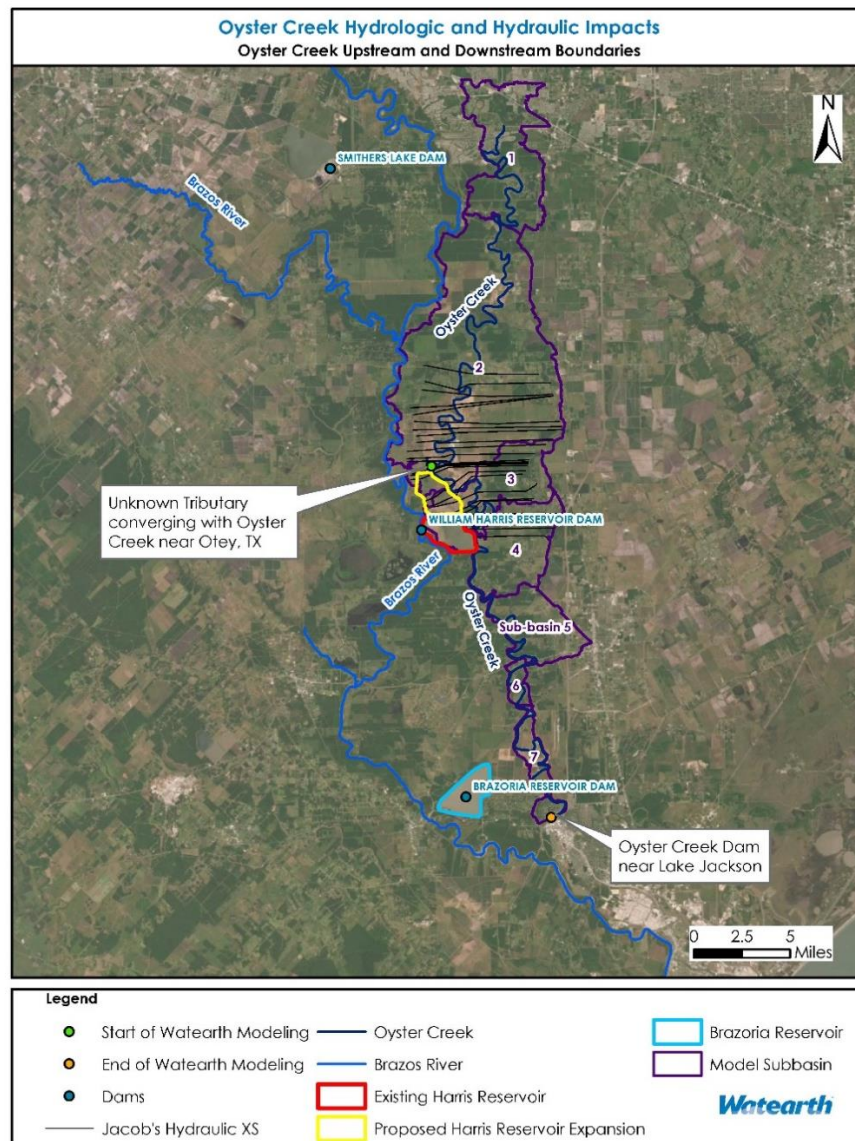 Oyster Creek Hydrologic and Hydraulic Impacts
Oyster Creek Upstream and Downstream Boundaries
N
SMITHERS LAKE DAM
1
Brazos River
Oyster Creek
2
3
Unknown Tributary
converging with Oyster
Creek near Otey, TX
WILLIAM HARRIS RESERVOIR DAM
4
Brazos River
Oyster Creek
Sub-basin 5
6
7
BRAZORIA RESERVOIR DAM
Oyster Creek Dam
near Lake Jackson
0 2.5 5
Miles
Legend
Start of Watearth Modeling
End of Watearth Modeling
Dams
Jacob's Hydraulic XS
Oyster Creek
Brazos River
Existing Harris Reservoir
Proposed Harris Reservoir Expansion
Brazoria Reservoir
Model Subbasin
Watearth